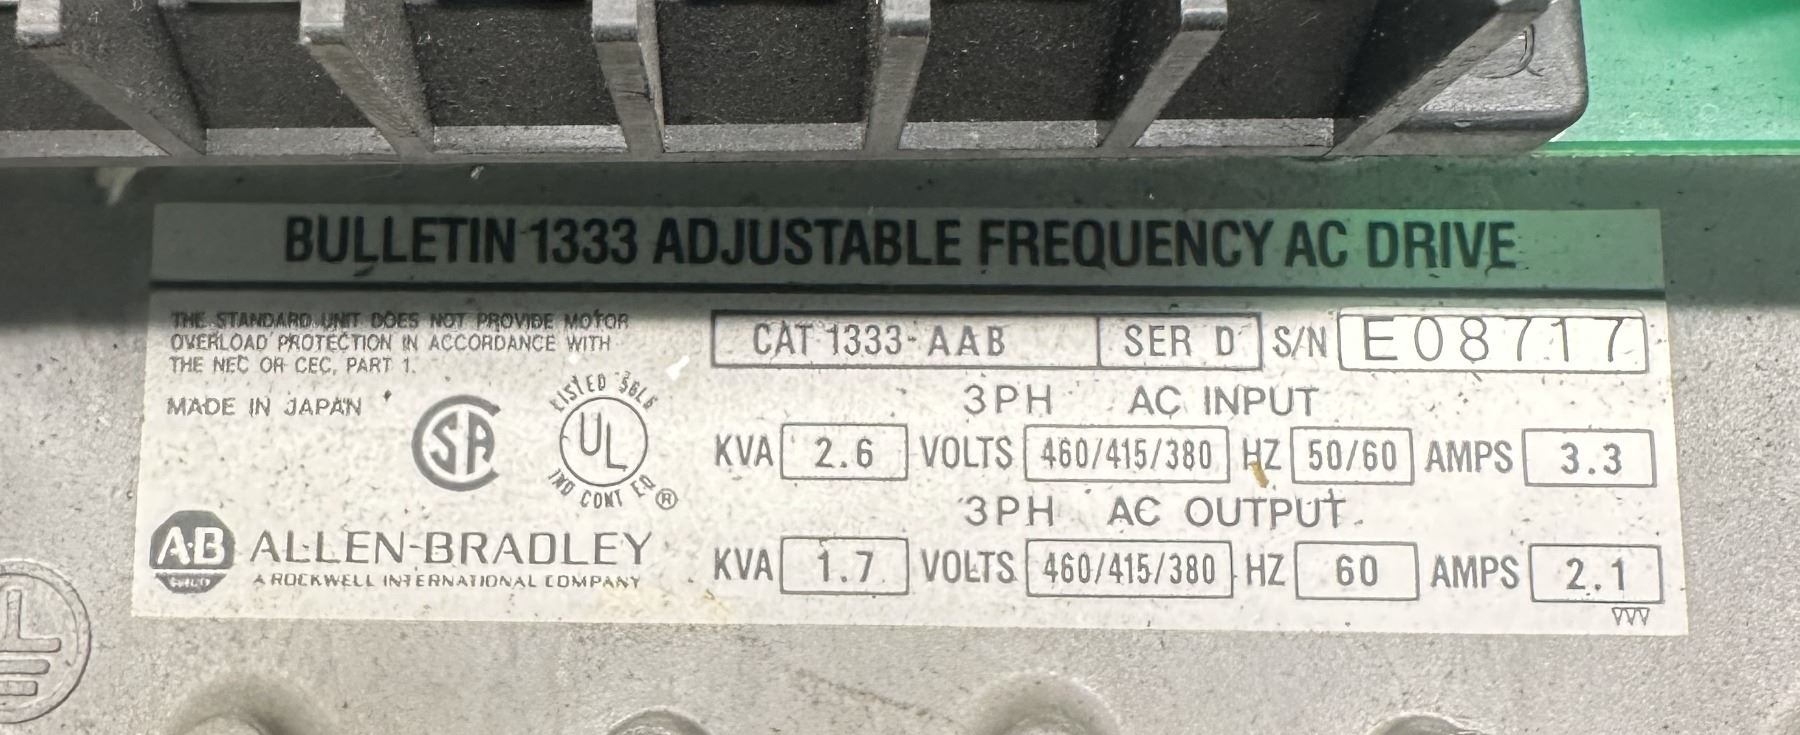 BULLETIN 1333 ADJUSTABLE FREQUENCY AC DRIVE
THE STANDARD UNIT DOES NOT PROVIDE MOTOR
OVERLOAD PROTECTION IN ACCORDANCE WITH
THE NEC OR CEC, PART 1.
MADE IN JAPAN
SA
LISTED 58L6
UL
IND CONT EQ ®
A·B
ALLEN-BRADLEY
A ROCKWELL INTERNATIONAL COMPANY
CAT 1333-AAB SER D S/N E08717
3PH AC INPUT
KVA 2.6 VOLTS 460/415/380 HZ 50/60 AMPS 3.3
3PH AC OUTPUT
KVA 1.7 VOLTS 460/415/380 HZ 60 AMPS 2.1